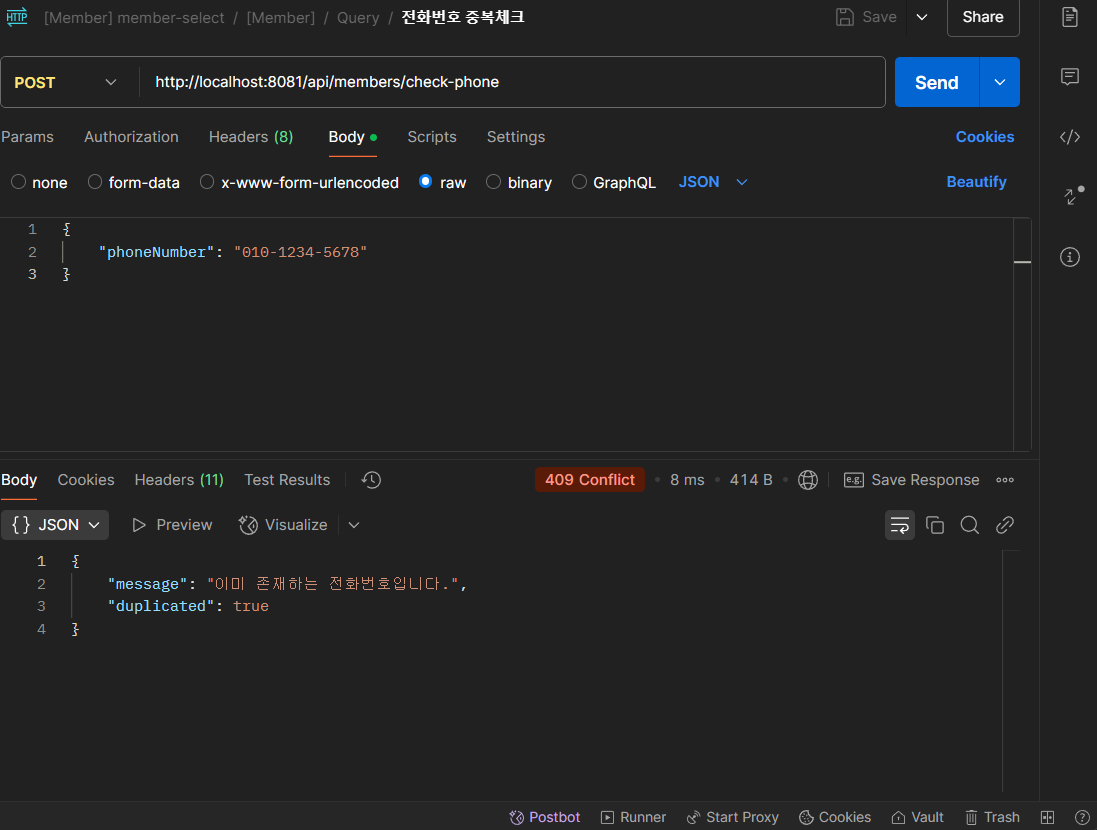 HTTP [Member] member-select / [Member] / Query / 전화번호 중복체크 Save Share
POST http://localhost:8081/api/members/check-phone Send
Params Authorization Headers (8) Body Scripts Settings Cookies
none form-data x-www-form-urlencoded raw binary GraphQL JSON Beautify
1 {
2 "phoneNumber": "010-1234-5678"
3 }
Body Cookies Headers (11) Test Results 409 Conflict 8 ms 414 B e.g. Save Response
{} JSON Preview Visualize
1 {
2 "message": "이미 존재하는 전화번호입니다.",
3 "duplicated": true
4 }
Postbot Runner Start Proxy Cookies Vault Trash